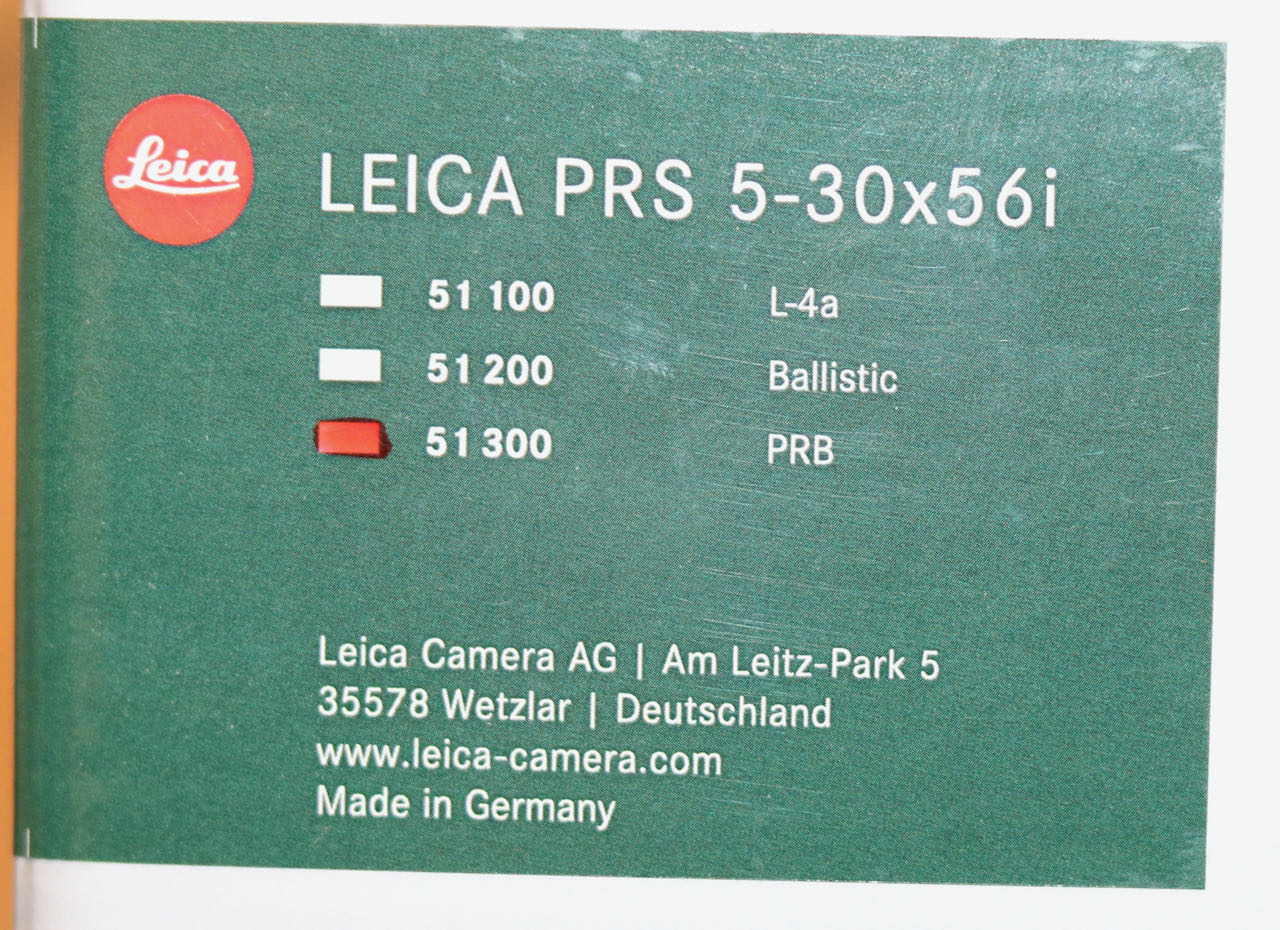 Leica
LEICA PRS 5-30x56i
51 100 L-4a
51 200 Ballistic
51 300 PRB
Leica Camera AG | Am Leitz-Park 5
35578 Wetzlar | Deutschland
www.leica-camera.com
Made in Germany